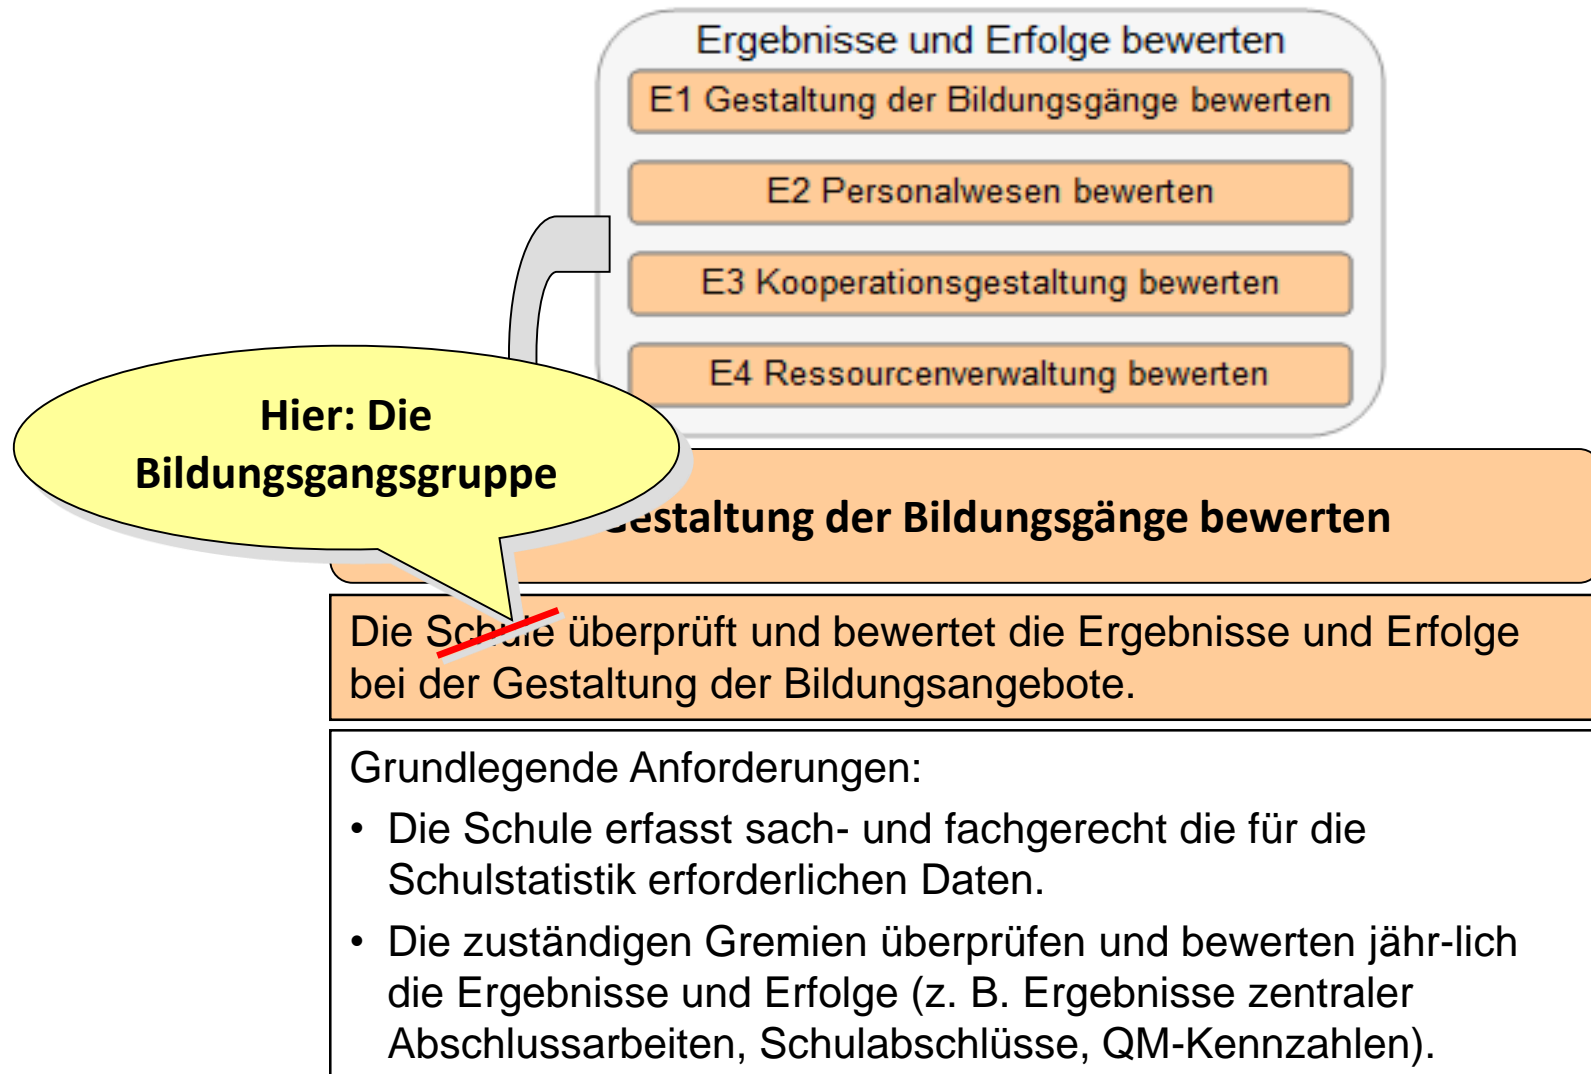 Ergebnisse und Erfolge bewerten
E1 Gestaltung der Bildungsgänge bewerten
E2 Personalwesen bewerten
E3 Kooperationsgestaltung bewerten
E4 Ressourcenverwaltung bewerten
Hier: Die
Bildungsgangsgruppe
Gestaltung der Bildungsgänge bewerten
Die Schule überprüft und bewertet die Ergebnisse und Erfolge
bei der Gestaltung der Bildungsangebote.
Grundlegende Anforderungen:
• Die Schule erfasst sach- und fachgerecht die für die
Schulstatistik erforderlichen Daten.
• Die zuständigen Gremien überprüfen und bewerten jähr-lich
die Ergebnisse und Erfolge (z. B. Ergebnisse zentraler
Abschlussarbeiten, Schulabschlüsse, QM-Kennzahlen).